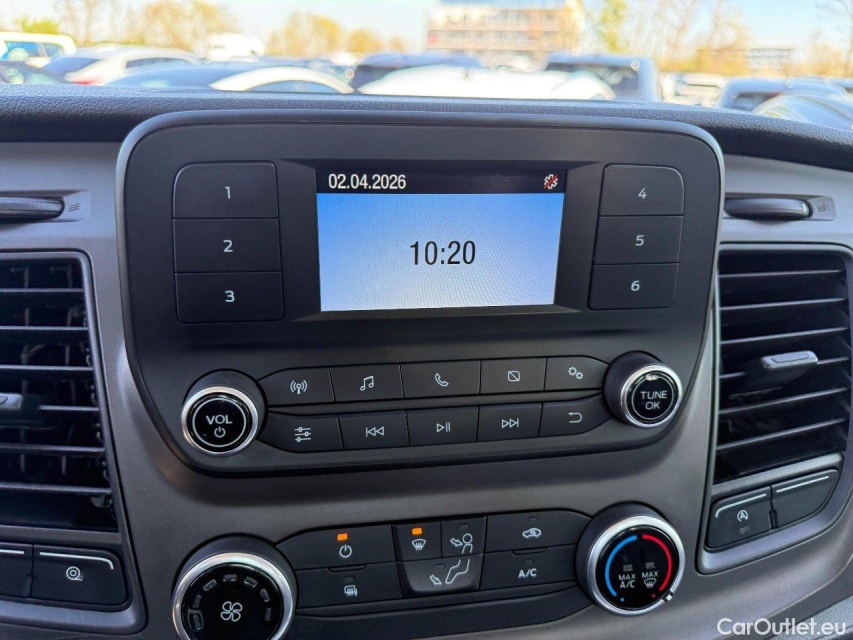 02.04.2026
10:20
1
2
3
4
5
6
VOL
TUNE
OK
A/C
MAX
A/C
MAX
CarOutlet.eu